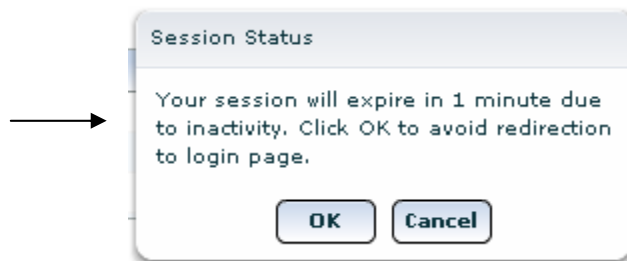 Session Status
Your session will expire in 1 minute due
to inactivity. Click OK to avoid redirection
to login page.
OK Cancel